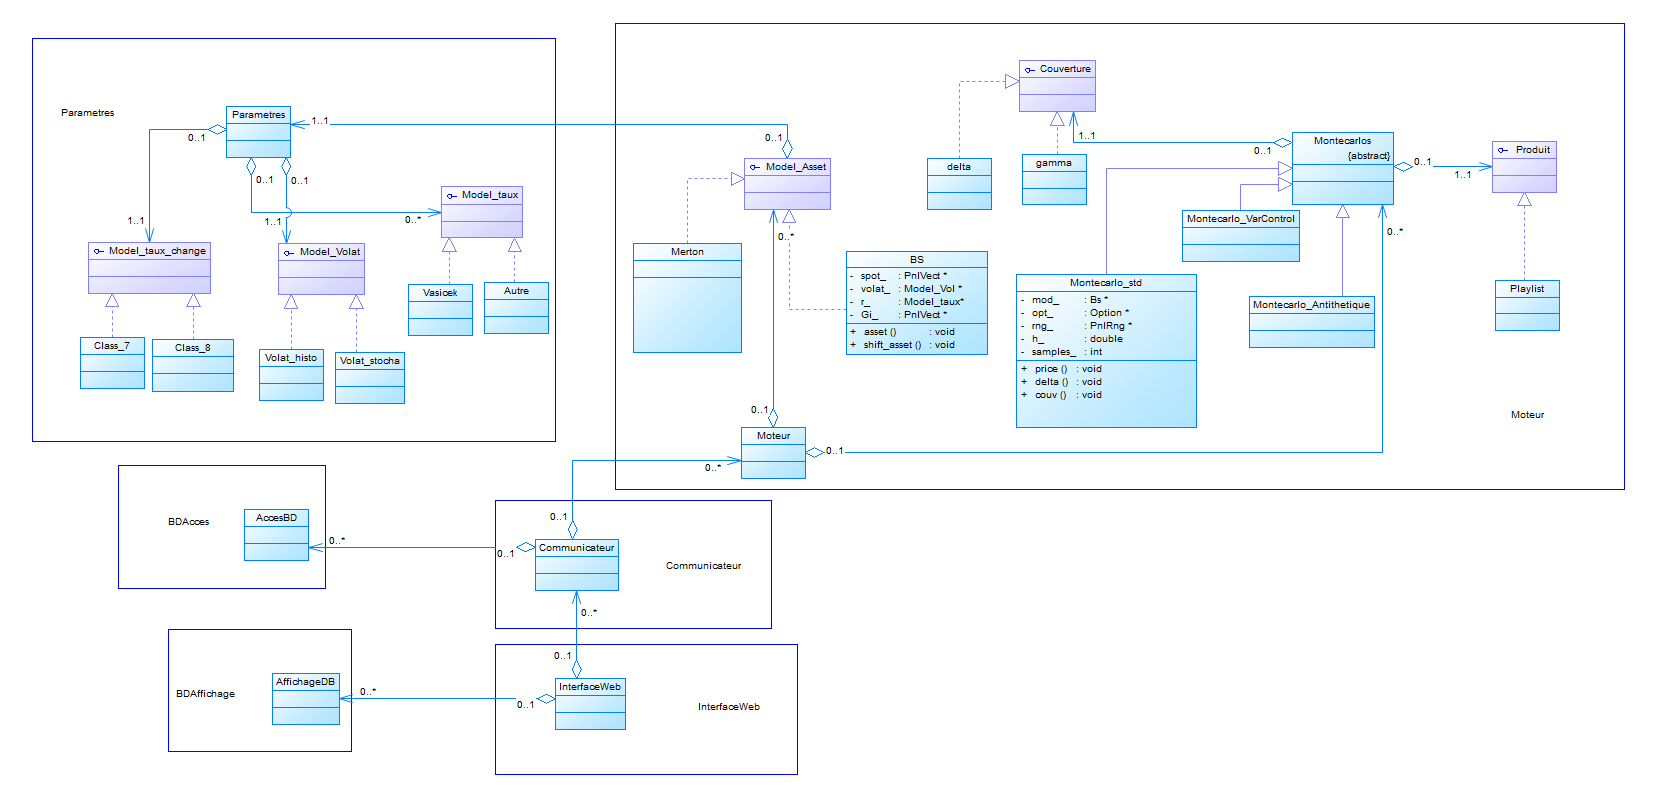 Parametres
Parametres
0..1
1..1
0..1
0..1
1..1
1..1
0..*
Model_taux
Model_taux_change
Model_Volat
Vasicek
Autre
Class_7
Class_8
Volat_histo
Volat_stocha
Couverture
1..1
0..1
Montecarlos
{abstract}
0..1
1..1
Produit
0..1
Model_Asset
delta
gamma
0..*
Montecarlo_VarControl
0..*
Merton
BS
- spot_ : PnlVect *
- volat_ : Model_Vol *
- r_ : Model_taux*
- Gi_ : PnlVect *
+ asset () : void
+ shift_asset () : void
Montecarlo_std
- mod_ : Bs *
- opt_ : Option *
- rng_ : PnlRng *
- h_ : double
- samples_ : int
+ price () : void
+ delta () : void
+ couv () : void
Montecarlo_Antithetique
Playlist
Moteur
0..1
Moteur
0..1
0..*
BDAcces
AccesBD
0..*
0..1
0..1
Communicateur
Communicateur
0..*
0..1
BDAffichage
AffichageDB
0..*
0..1
InterfaceWeb
InterfaceWeb